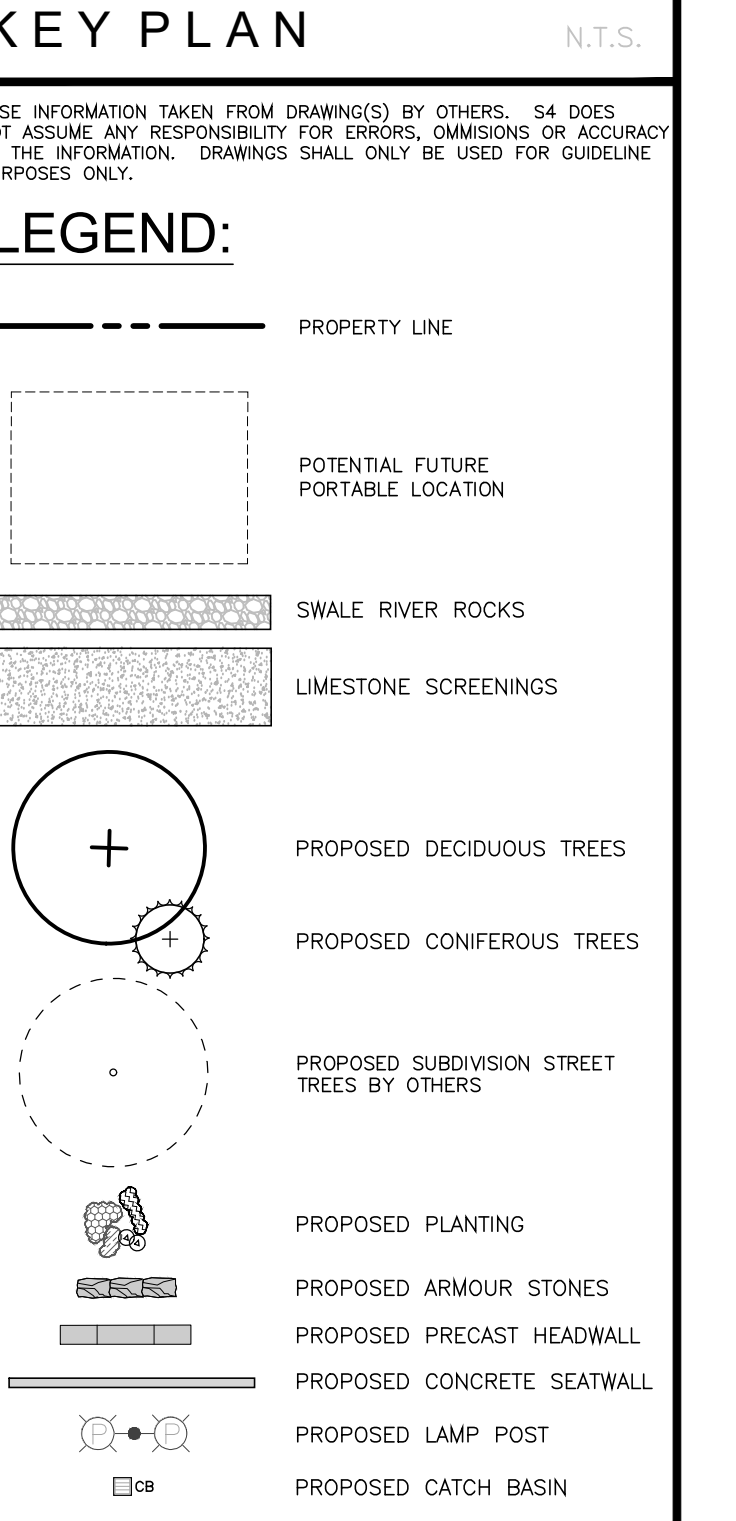 KEY PLAN
N.T.S.
SE INFORMATION TAKEN FROM DRAWING(S) BY OTHERS. S4 DOES
OT ASSUME ANY RESPONSIBILITY FOR ERRORS, OMMISIONS OR ACCURACY
THE INFORMATION. DRAWINGS SHALL ONLY BE USED FOR GUIDELINE
RPOSES ONLY.
LEGEND:
PROPERTY LINE
POTENTIAL FUTURE
PORTABLE LOCATION
SWALE RIVER ROCKS
LIMESTONE SCREENINGS
PROPOSED DECIDUOUS TREES
PROPOSED CONIFEROUS TREES
PROPOSED SUBDIVISION STREET
TREES BY OTHERS
PROPOSED PLANTING
PROPOSED ARMOUR STONES
PROPOSED PRECAST HEADWALL
PROPOSED CONCRETE SEATWALL
P P
PROPOSED LAMP POST
CB
PROPOSED CATCH BASIN